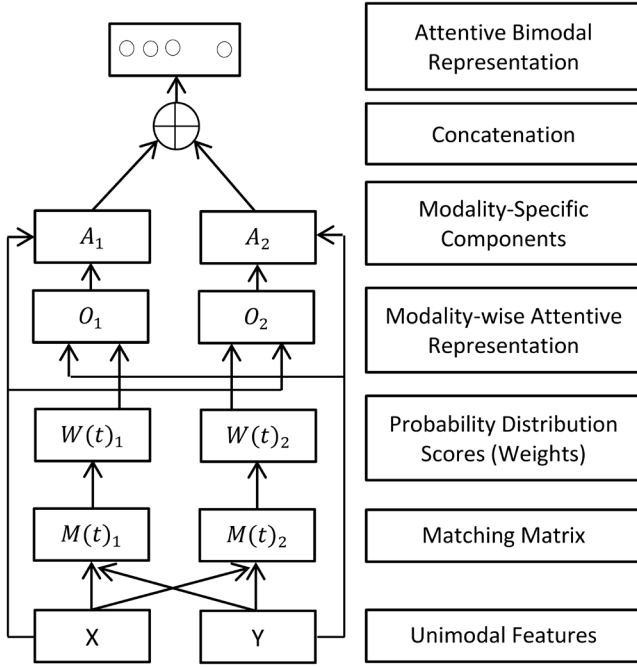 Attentive Bimodal
Representation
Concatenation
A₁
A₂
Modality-Specific
Components
O₁
O₂
Modality-wise Attentive
Representation
W(t)₁
W(t)₂
Probability Distribution
Scores (Weights)
M(t)₁
M(t)₂
Matching Matrix
X
Y
Unimodal Features